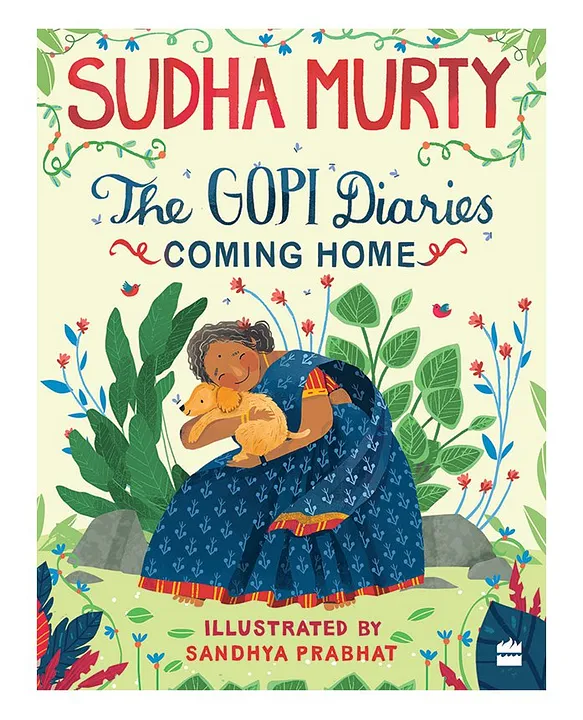 SUDHA MURTY
The GOPI Diaries
COMING HOME
ILLUSTRATED BY
SANDHYA PRABHAT